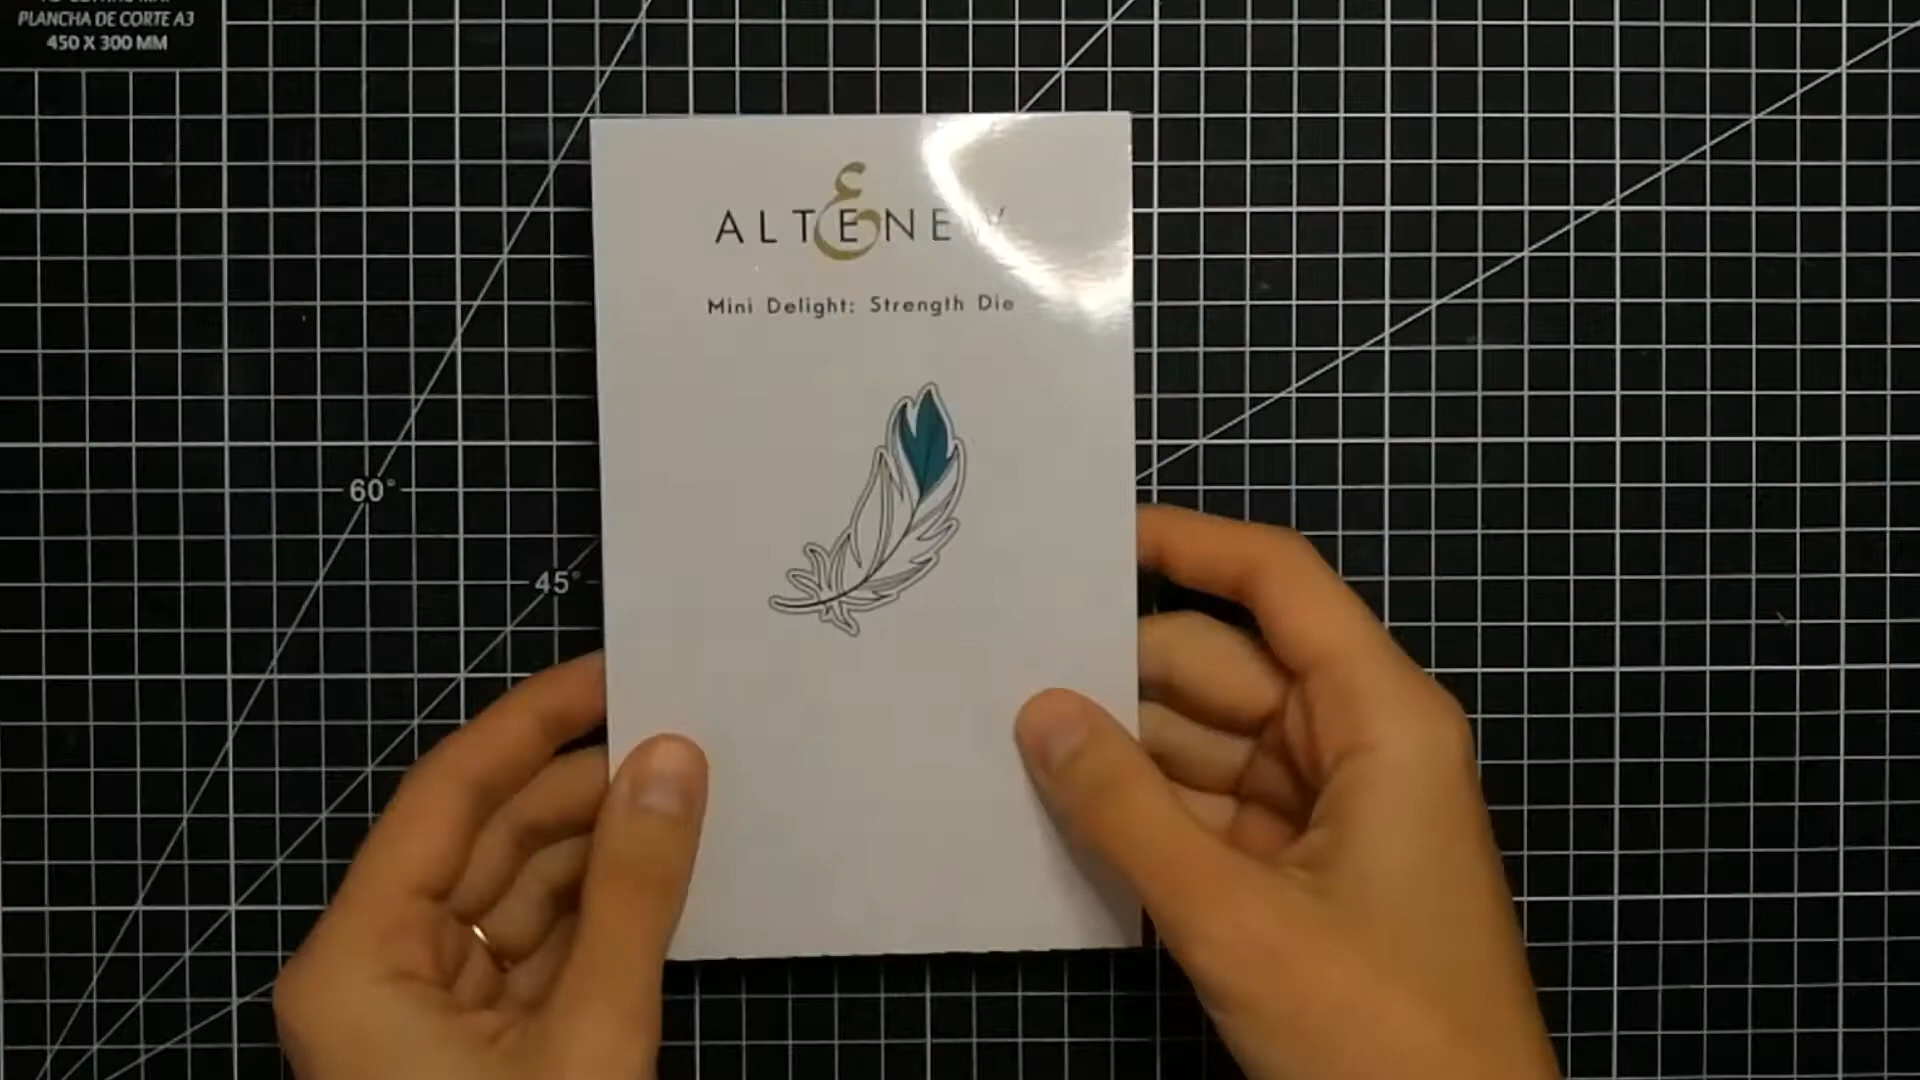 PLANCHA DE CORTE A3
450 X 300 MM
ALTENEW
Mini Delight: Strength Die
60°
45°